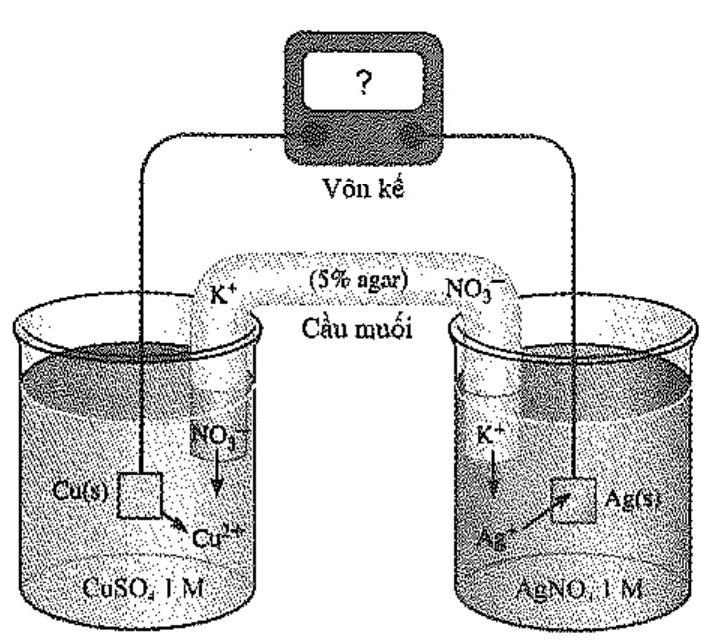 ?
Vôn kế
K⁺
(5% agar)
NO₃⁻
Cầu muối
NO₃⁻
K⁺
Cu(s)
Cu²⁺
Ag⁺
Ag(s)
CuSO₄ 1 M
AgNO₃ 1 M